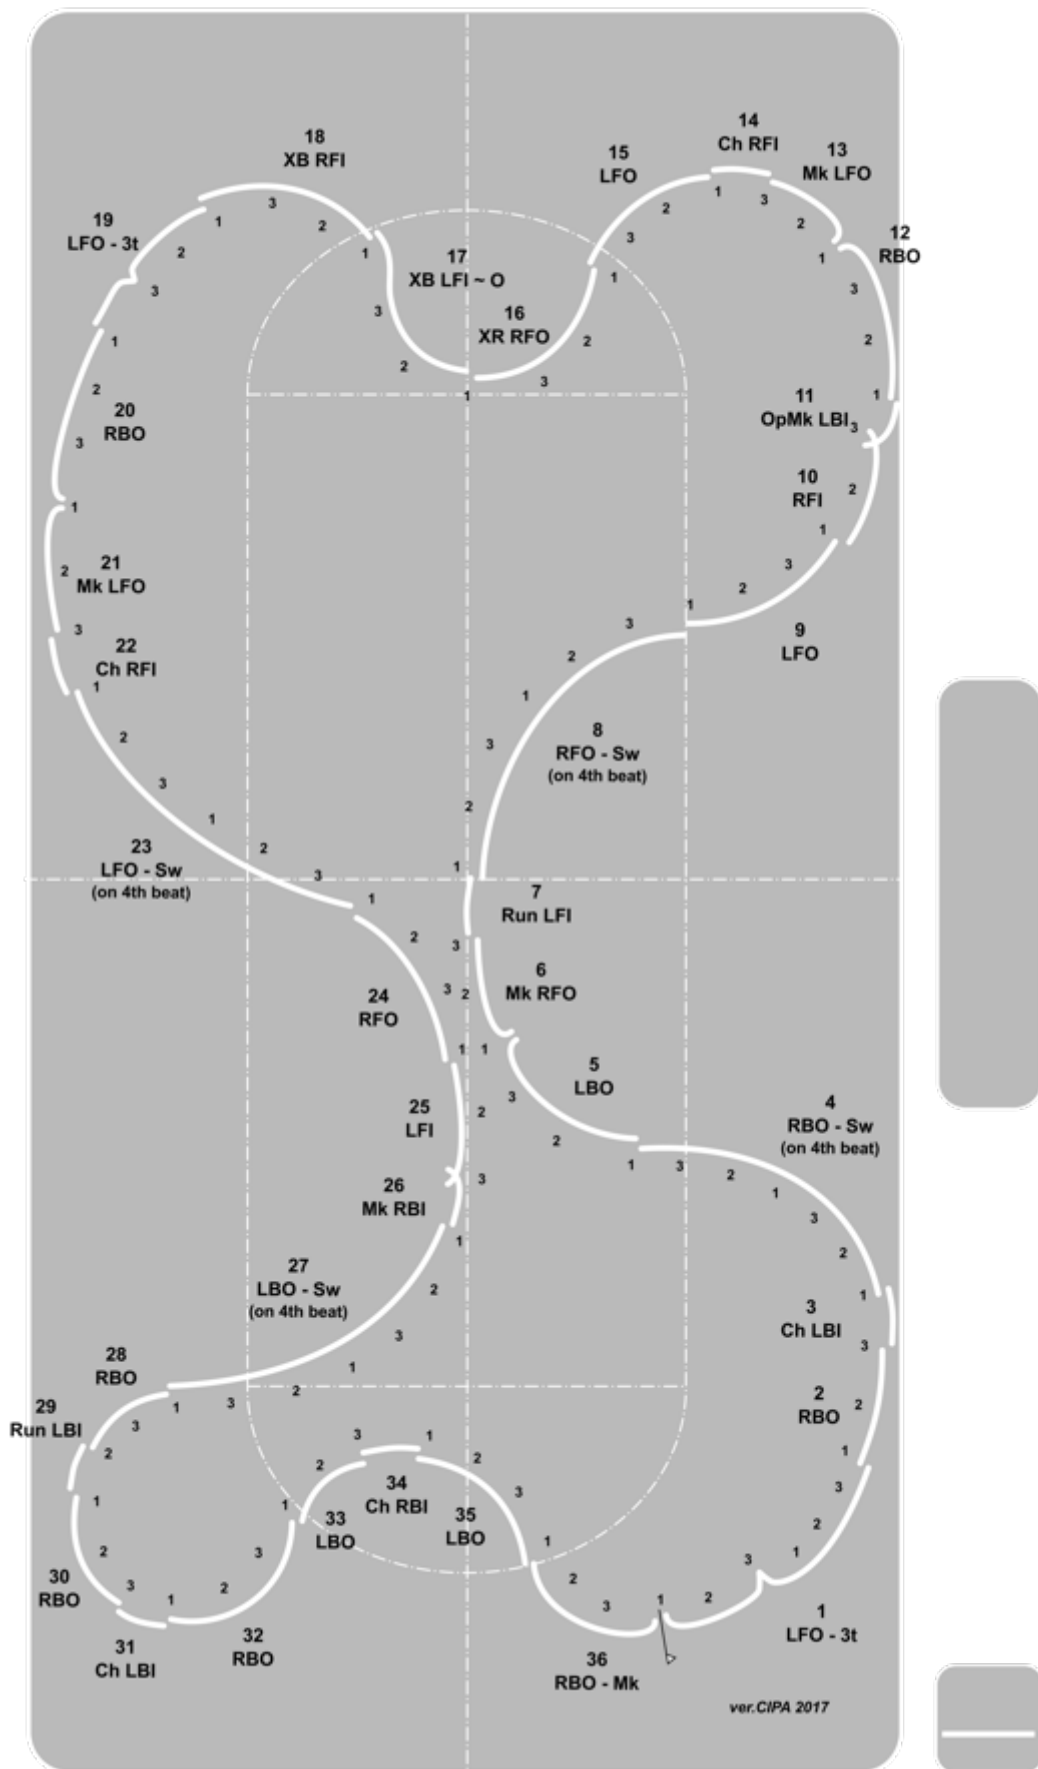 18
XB RFI
14
Ch RFI
13
Mk LFO
15
LFO
12
RBO
19
LFO - 3t
17
XB LFI ~ O
16
XR RFO
20
RBO
11
OpMk LBI
10
RFI
21
Mk LFO
22
Ch RFI
9
LFO
8
RFO - Sw
(on 4th beat)
23
LFO - Sw
(on 4th beat)
7
Run LFI
6
Mk RFO
24
RFO
5
LBO
25
LFI
4
RBO - Sw
(on 4th beat)
26
Mk RBI
27
LBO - Sw
(on 4th beat)
3
Ch LBI
28
RBO
2
RBO
29
Run LBI
34
Ch RBI
33
LBO
35
LBO
30
RBO
31
Ch LBI
32
RBO
1
LFO - 3t
36
RBO - Mk
ver.CIPA 2017